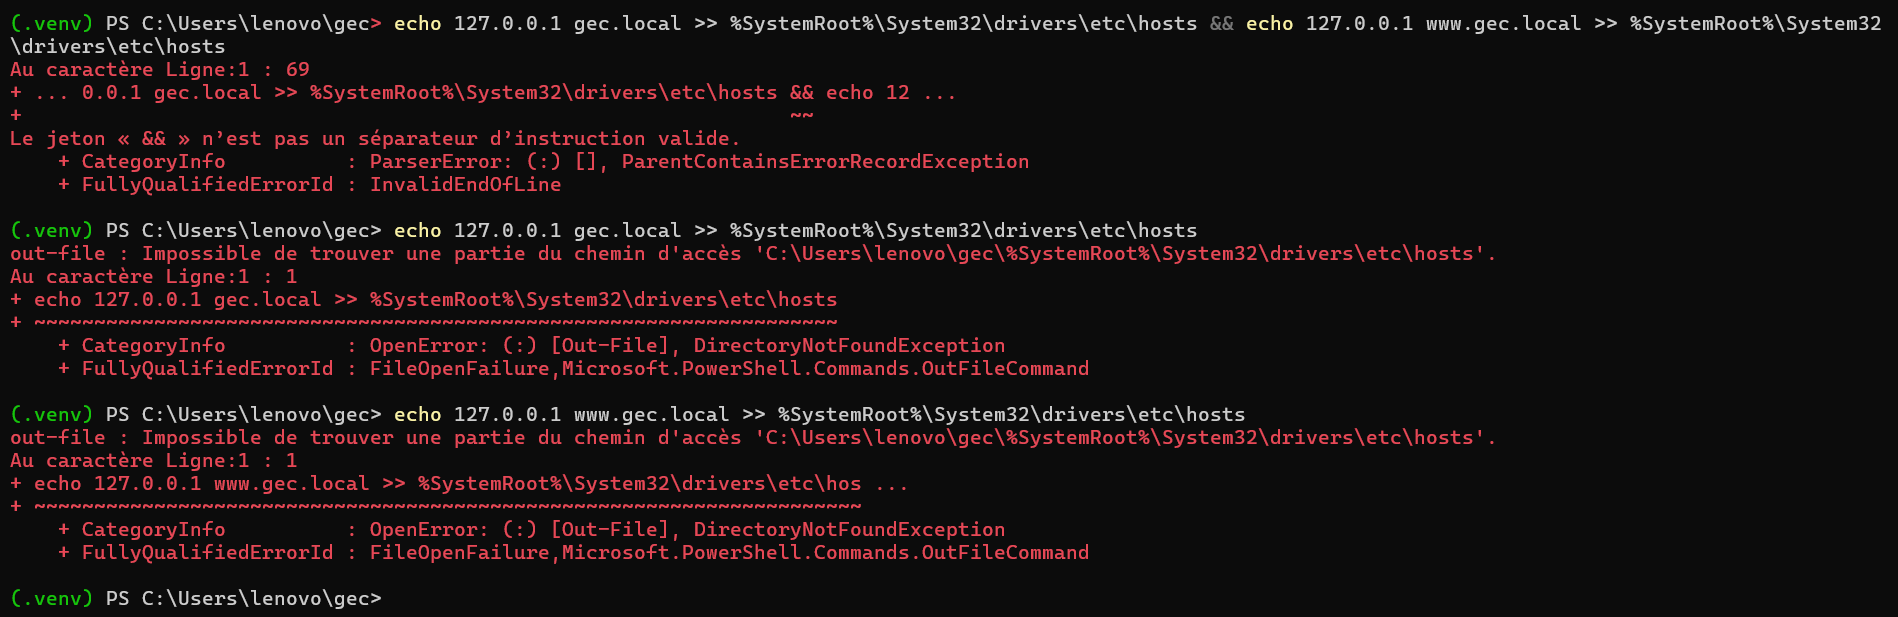 (.venv) PS C:\Users\lenovo\gec> echo 127.0.0.1 gec.local >> %SystemRoot%\System32\drivers\etc\hosts && echo 127.0.0.1 www.gec.local >> %SystemRoot%\System32
\drivers\etc\hosts
Au caractère Ligne:1 : 69
+ ... 0.0.1 gec.local >> %SystemRoot%\System32\drivers\etc\hosts && echo 12 ...
+                                                                ~~
Le jeton « && » n’est pas un séparateur d’instruction valide.
    + CategoryInfo          : ParserError: (:) [], ParentContainsErrorRecordException
    + FullyQualifiedErrorId : InvalidEndOfLine

(.venv) PS C:\Users\lenovo\gec> echo 127.0.0.1 gec.local >> %SystemRoot%\System32\drivers\etc\hosts
out-file : Impossible de trouver une partie du chemin d'accès 'C:\Users\lenovo\gec\%SystemRoot%\System32\drivers\etc\hosts'.
Au caractère Ligne:1 : 1
+ echo 127.0.0.1 gec.local >> %SystemRoot%\System32\drivers\etc\hosts
+ ~~~~~~~~~~~~~~~~~~~~~~~~~~~~~~~~~~~~~~~~~~~~~~~~~~~~~~~~~~~~~~~~~~~
    + CategoryInfo          : OpenError: (:) [Out-File], DirectoryNotFoundException
    + FullyQualifiedErrorId : FileOpenFailure,Microsoft.PowerShell.Commands.OutFileCommand

(.venv) PS C:\Users\lenovo\gec> echo 127.0.0.1 www.gec.local >> %SystemRoot%\System32\drivers\etc\hosts
out-file : Impossible de trouver une partie du chemin d'accès 'C:\Users\lenovo\gec\%SystemRoot%\System32\drivers\etc\hosts'.
Au caractère Ligne:1 : 1
+ echo 127.0.0.1 www.gec.local >> %SystemRoot%\System32\drivers\etc\hos ...
+ ~~~~~~~~~~~~~~~~~~~~~~~~~~~~~~~~~~~~~~~~~~~~~~~~~~~~~~~~~~~~~~~~~~~~~
    + CategoryInfo          : OpenError: (:) [Out-File], DirectoryNotFoundException
    + FullyQualifiedErrorId : FileOpenFailure,Microsoft.PowerShell.Commands.OutFileCommand

(.venv) PS C:\Users\lenovo\gec>